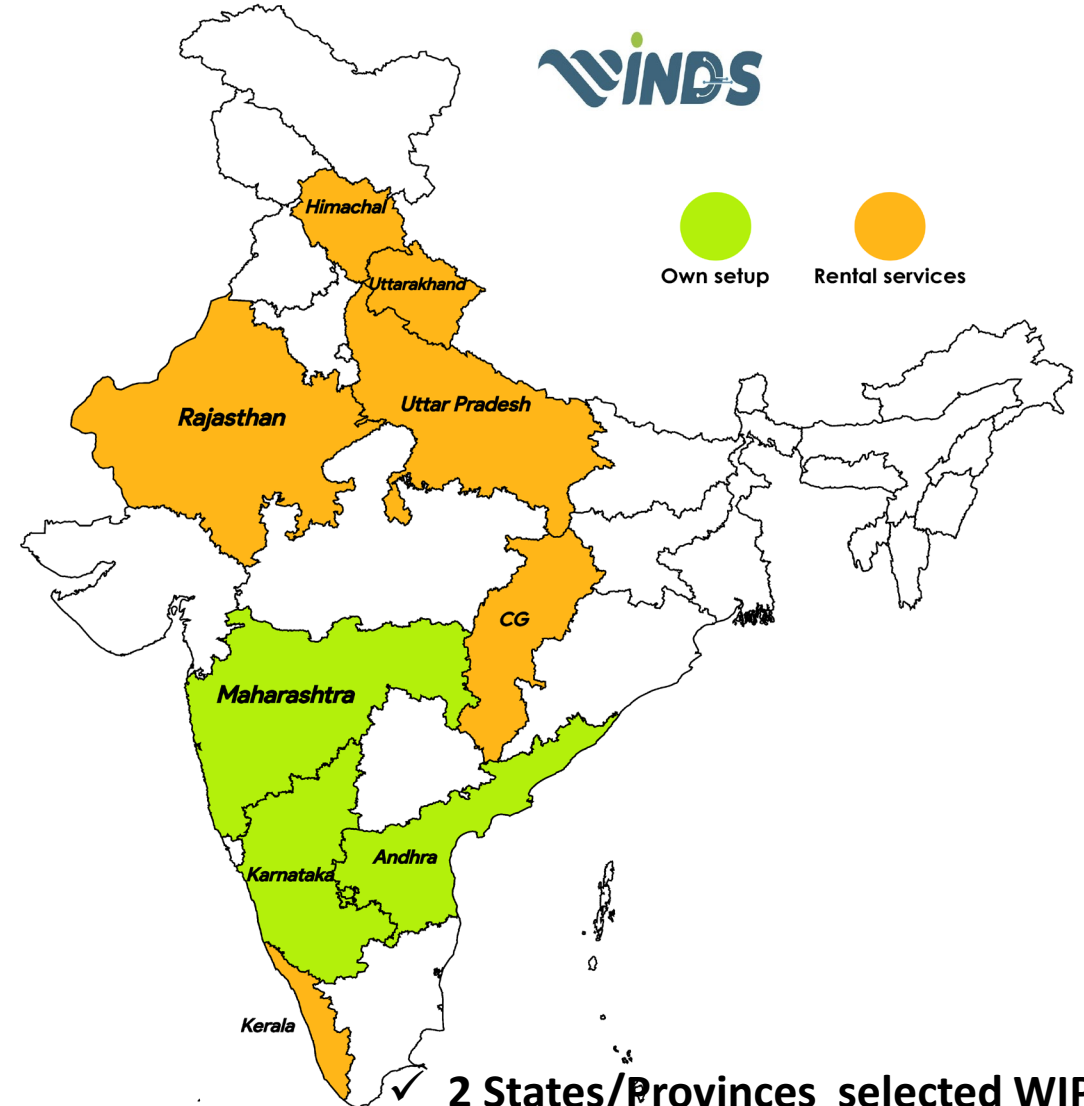 WINDS
Himachal
Own setup
Rental services
Uttarakhand
Rajasthan
Uttar Pradesh
CG
Maharashtra
Andhra
Karnataka
Kerala
✓ 2 States/Provinces selected